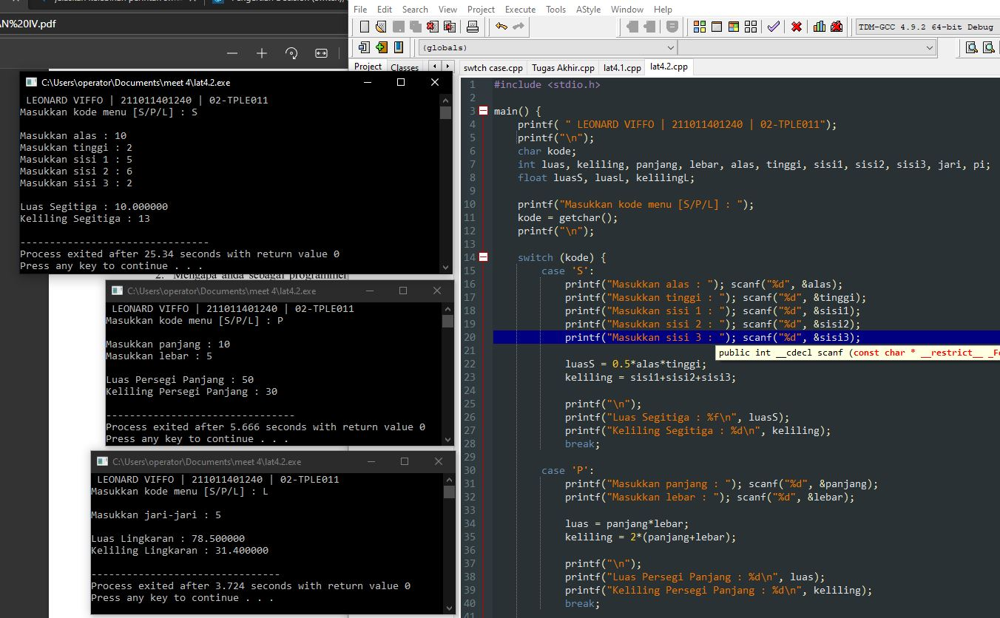 File Edit Search View Project Execute Tools AStyle Window Help
AN%20IV.pdf
TDM-GCC 4.9.2 64-bit Debug
(globals)
Project Classes
swtch case.cpp Tugas Akhir.cpp lat4.1.cpp lat4.2.cpp
C:\Users\operator\Documents\meet 4\lat4.2.exe
LEONARD VIFFO | 211011401240 | 02-TPLE011
Masukkan kode menu [S/P/L] : S
Masukkan alas : 10
Masukkan tinggi : 2
Masukkan sisi 1 : 5
Masukkan sisi 2 : 6
Masukkan sisi 3 : 2
Luas Segitiga : 10.000000
Keliling Segitiga : 13
--------------------------------
Process exited after 25.34 seconds with return value 0
Press any key to continue . . .
2. Mengapa anda sebagai programmer
C:\Users\operator\Documents\meet 4\lat4.2.exe
LEONARD VIFFO | 211011401240 | 02-TPLE011
Masukkan kode menu [S/P/L] : P
Masukkan panjang : 10
Masukkan lebar : 5
Luas Persegi Panjang : 50
Keliling Persegi Panjang : 30
--------------------------------
Process exited after 5.666 seconds with return value 0
Press any key to continue . . .
C:\Users\operator\Documents\meet 4\lat4.2.exe
LEONARD VIFFO | 211011401240 | 02-TPLE011
Masukkan kode menu [S/P/L] : L
Masukkan jari-jari : 5
Luas Lingkaran : 78.500000
Keliling Lingkaran : 31.400000
--------------------------------
Process exited after 3.724 seconds with return value 0
Press any key to continue . . .
1 #include <stdio.h>
2
3 main() {
4 printf( " LEONARD VIFFO | 211011401240 | 02-TPLE011");
5 printf("\n");
6 char kode;
7 int luas, keliling, panjang, lebar, alas, tinggi, sisi1, sisi2, sisi3, jari, pi;
8 float luasS, luasL, kelilingL;
9
10 printf("Masukkan kode menu [S/P/L] : ");
11 kode = getchar();
12 printf("\n");
13
14 switch (kode) {
15 case 'S':
16 printf("Masukkan alas : "); scanf("%d", &alas);
17 printf("Masukkan tinggi : "); scanf("%d", &tinggi);
18 printf("Masukkan sisi 1 : "); scanf("%d", &sisi1);
19 printf("Masukkan sisi 2 : "); scanf("%d", &sisi2);
20 printf("Masukkan sisi 3 : "); scanf("%d", &sisi3);
21 public int __cdecl scanf (const char * __restrict__ _Fo
22 luasS = 0.5*alas*tinggi;
23 keliling = sisi1+sisi2+sisi3;
24
25 printf("\n");
26 printf("Luas Segitiga : %f\n", luasS);
27 printf("Keliling Segitiga : %d\n", keliling);
28 break;
29
30 case 'P':
31 printf("Masukkan panjang : "); scanf("%d", &panjang);
32 printf("Masukkan lebar : "); scanf("%d", &lebar);
33
34 luas = panjang*lebar;
35 keliling = 2*(panjang+lebar);
36
37 printf("\n");
38 printf("Luas Persegi Panjang : %d\n", luas);
39 printf("Keliling Persegi Panjang : %d\n", keliling);
40 break;
41